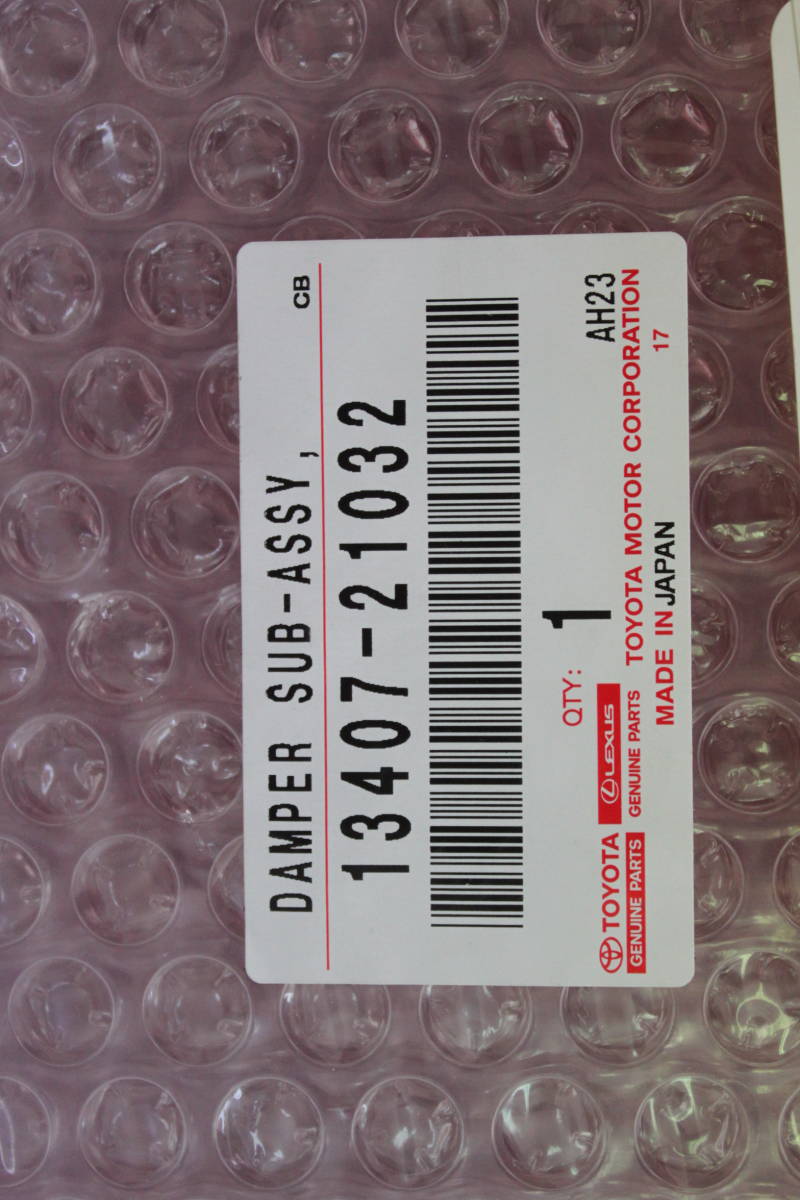 DAMPER SUB-ASSY,
CB
13407-21032
QTY: 1
AH23
TOYOTA LEXUS TOYOTA MOTOR CORPORATION
GENUINE PARTS GENUINE PARTS MADE IN JAPAN 17